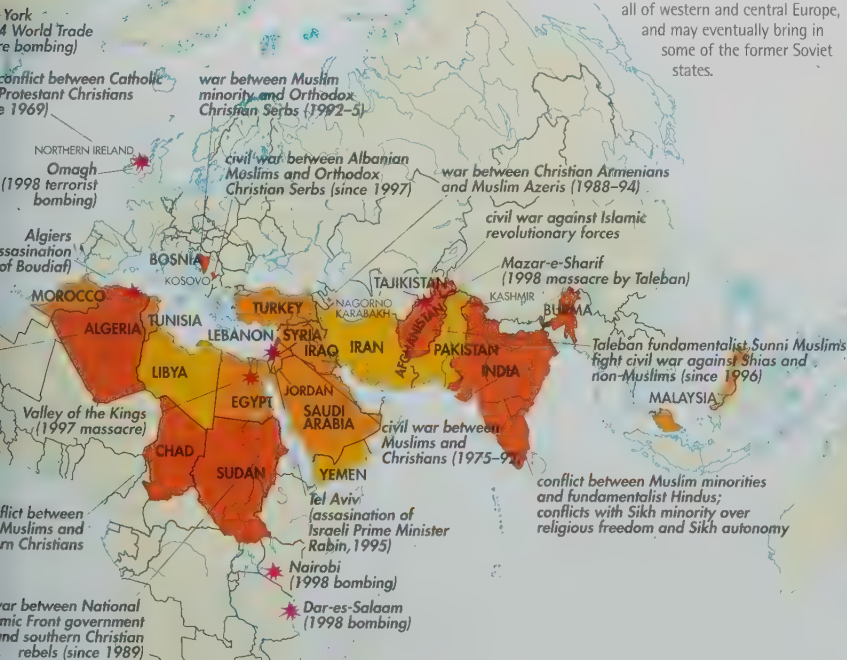 York
4 World Trade
re bombing)
all of western and central Europe,
and may eventually bring in
some of the former Soviet
states.
conflict between Catholic
Protestant Christians
e 1969)
war between Muslim
minority and Orthodox
Christian Serbs (1992–5)
NORTHERN IRELAND
Omagh
(1998 terrorist
bombing)
civil war between Albanian
Muslims and Orthodox
Christian Serbs (since 1997)
war between Christian Armenians
and Muslim Azeris (1988–94)
civil war against Islamic
revolutionary forces
Algiers
ssasination
of Boudiaf)
BOSNIA
KOSOVO
Mazar-e-Sharif
(1998 massacre by Taleban)
TAJIKISTAN
KASHMIR
MOROCCO
TURKEY
NAGORNO
KARABAKH
BURMA
ALGERIA
TUNISIA
LEBANON
SYRIA
IRAQ
IRAN
AFGHANISTAN
PAKISTAN
INDIA
Taleban fundamentalist Sunni Muslims
fight civil war against Shias and
non-Muslims (since 1996)
LIBYA
EGYPT
JORDAN
SAUDI
ARABIA
MALAYSIA
Valley of the Kings
(1997 massacre)
civil war between
Muslims and
Christians (1975–92)
CHAD
SUDAN
YEMEN
conflict between Muslim minorities
and fundamentalist Hindus;
conflicts with Sikh minority over
religious freedom and Sikh autonomy
flict between
Muslims and
rn Christians
Tel Aviv
(assasination of
Israeli Prime Minister
Rabin, 1995)
Nairobi
(1998 bombing)
Dar-es-Salaam
(1998 bombing)
ar between National
mic Front government
nd southern Christian
rebels (since 1989)